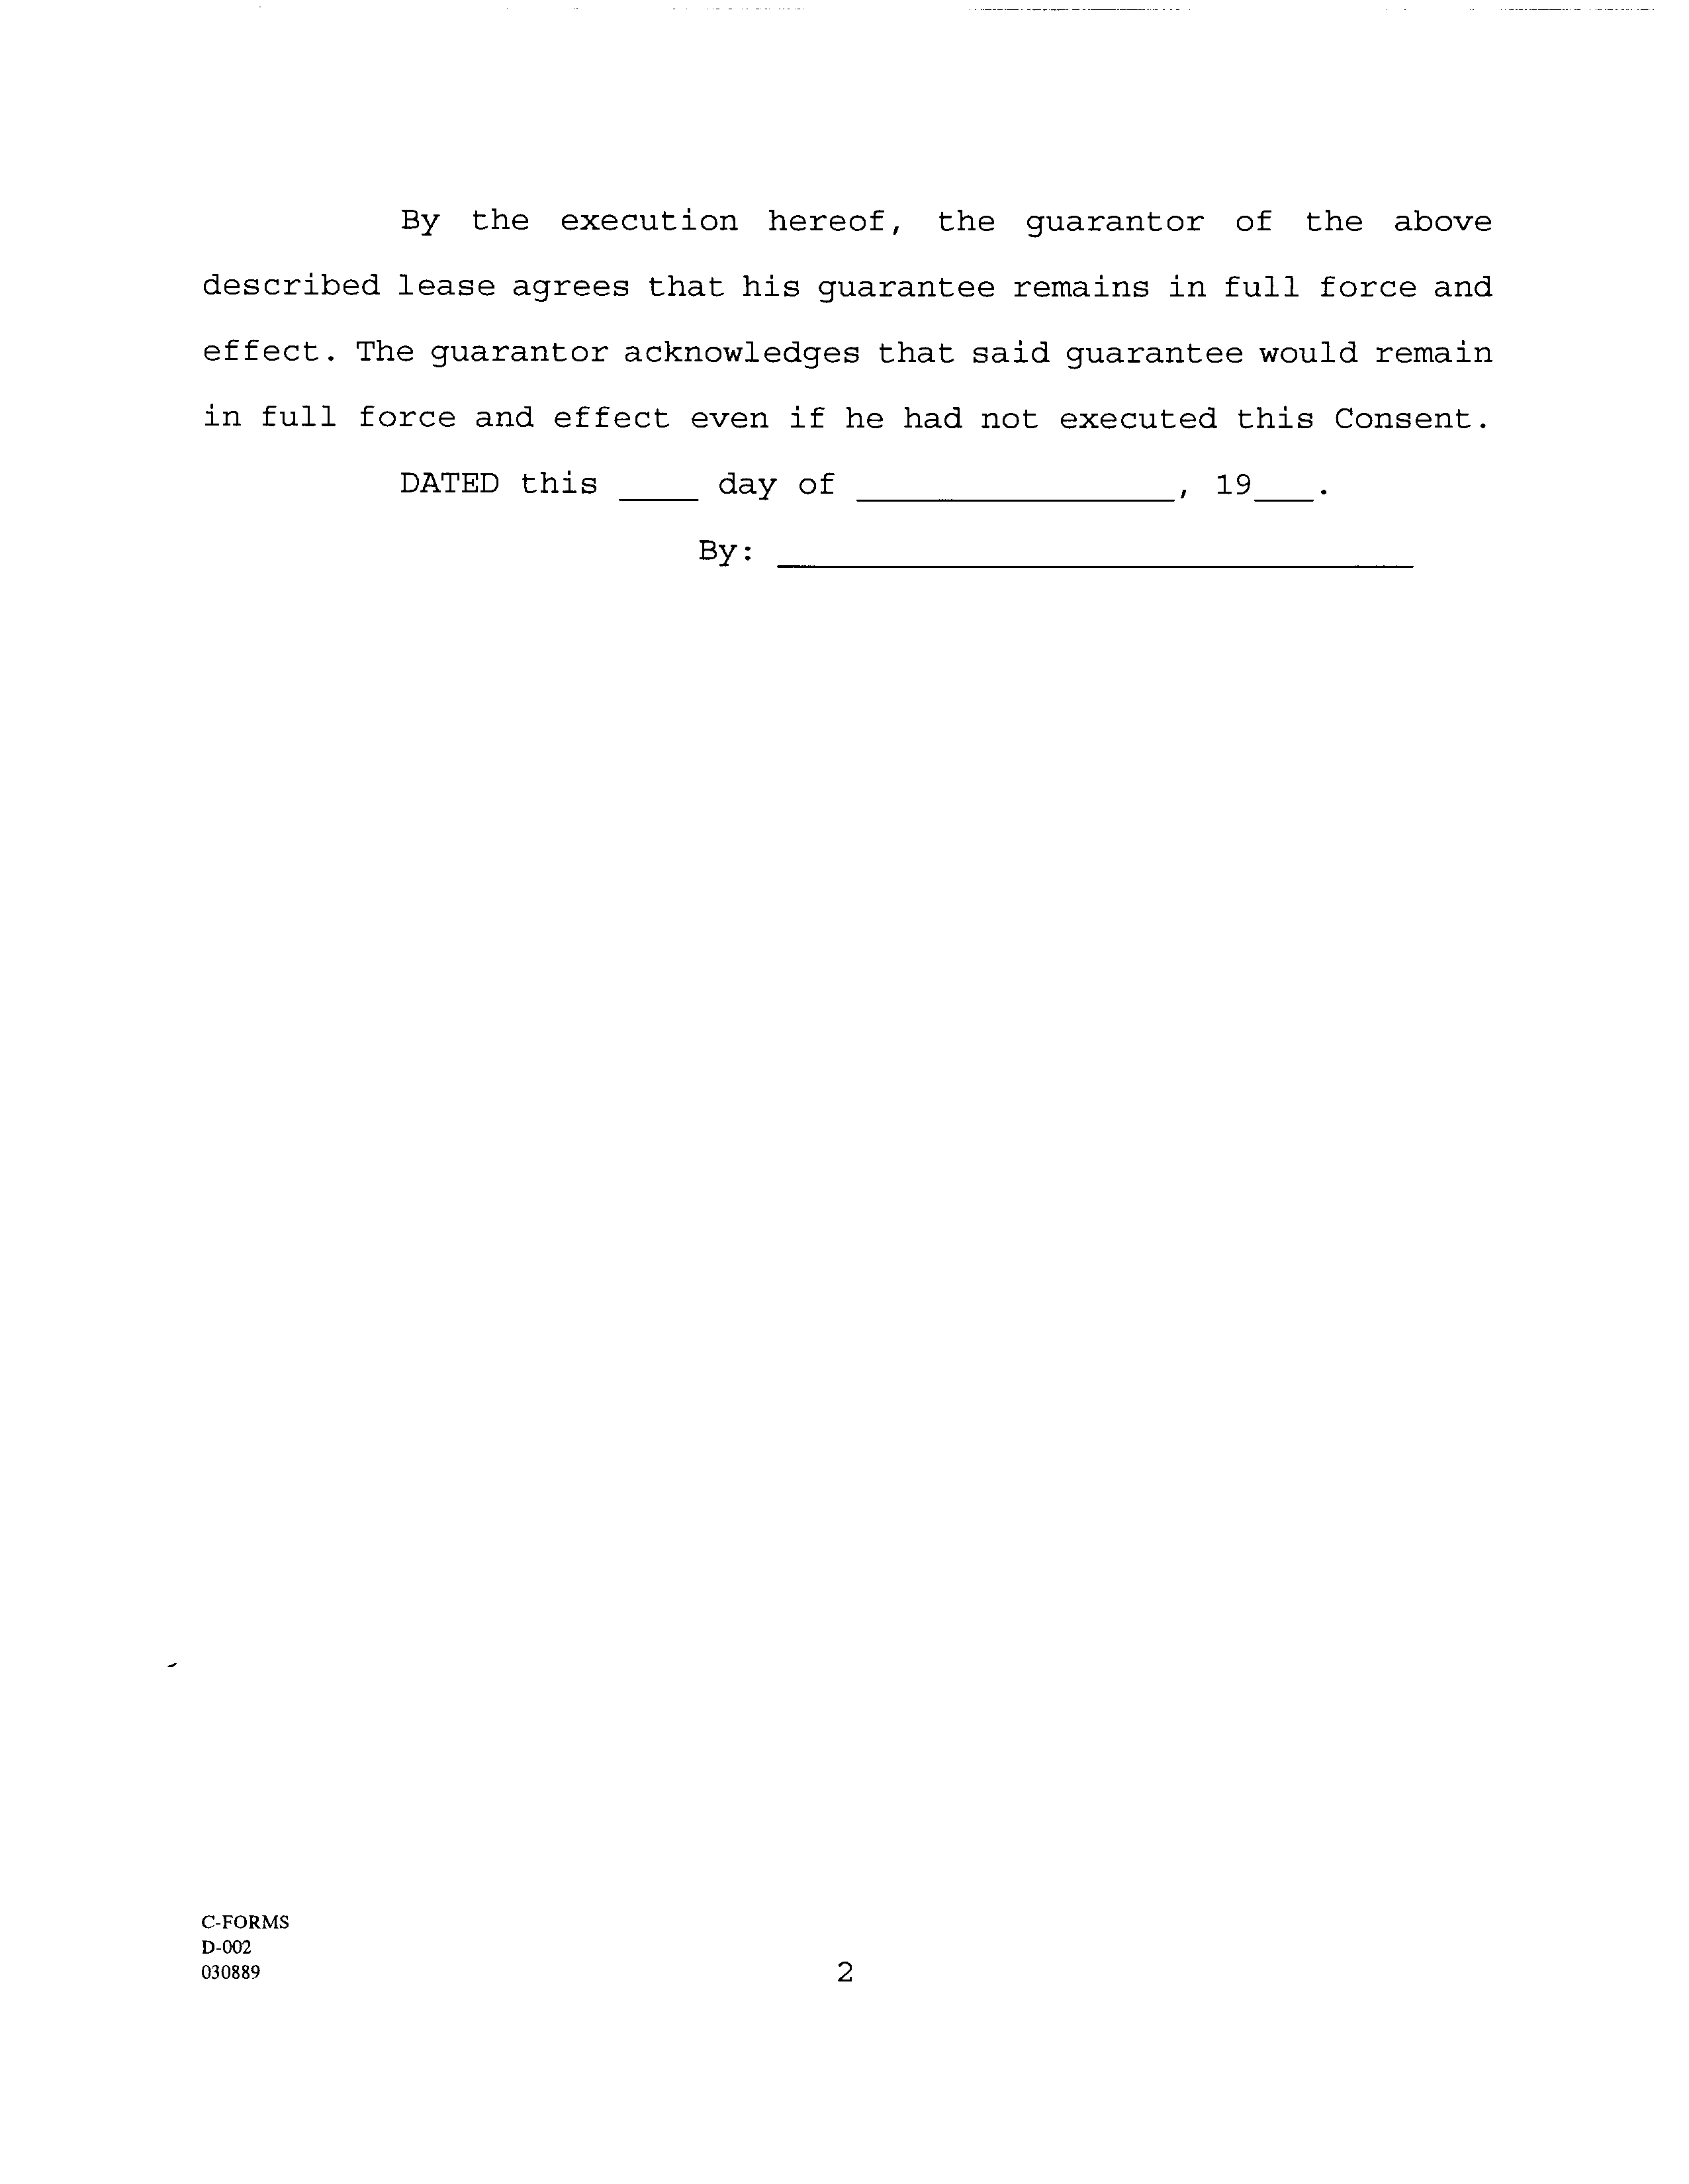 By the execution hereof, the guarantor of the above
described lease agrees that his guarantee remains in full force and
effect. The guarantor acknowledges that said guarantee would remain
in full force and effect even if he had not executed this Consent.
DATED this ____ day of ________________, 19___.
By: ________________________________
C-FORMS
D-002
030889
2